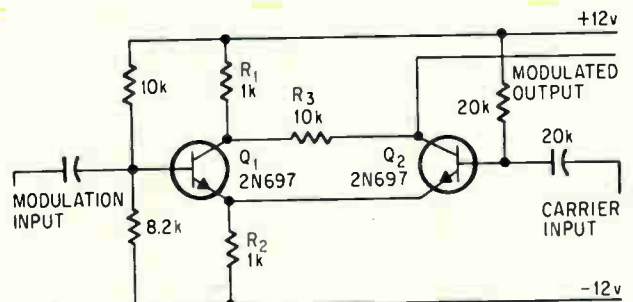 +12v
10k
R1
1k
R3
10k
MODULATED
OUTPUT
20k
20k
Q1
2N697
Q2
2N697
MODULATION
INPUT
8.2k
R2
1k
CARRIER
INPUT
-12v